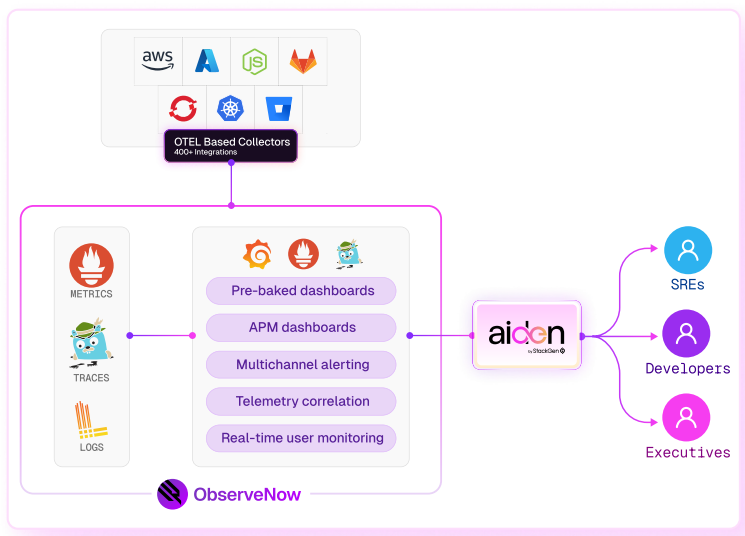 aws
JS
OTEL Based Collectors
400+ Integrations
METRICS
TRACES
LOGS
Pre-baked dashboards
APM dashboards
Multichannel alerting
Telemetry correlation
Real-time user monitoring
ObserveNow
aiden
by StackGen
SREs
Developers
Executives